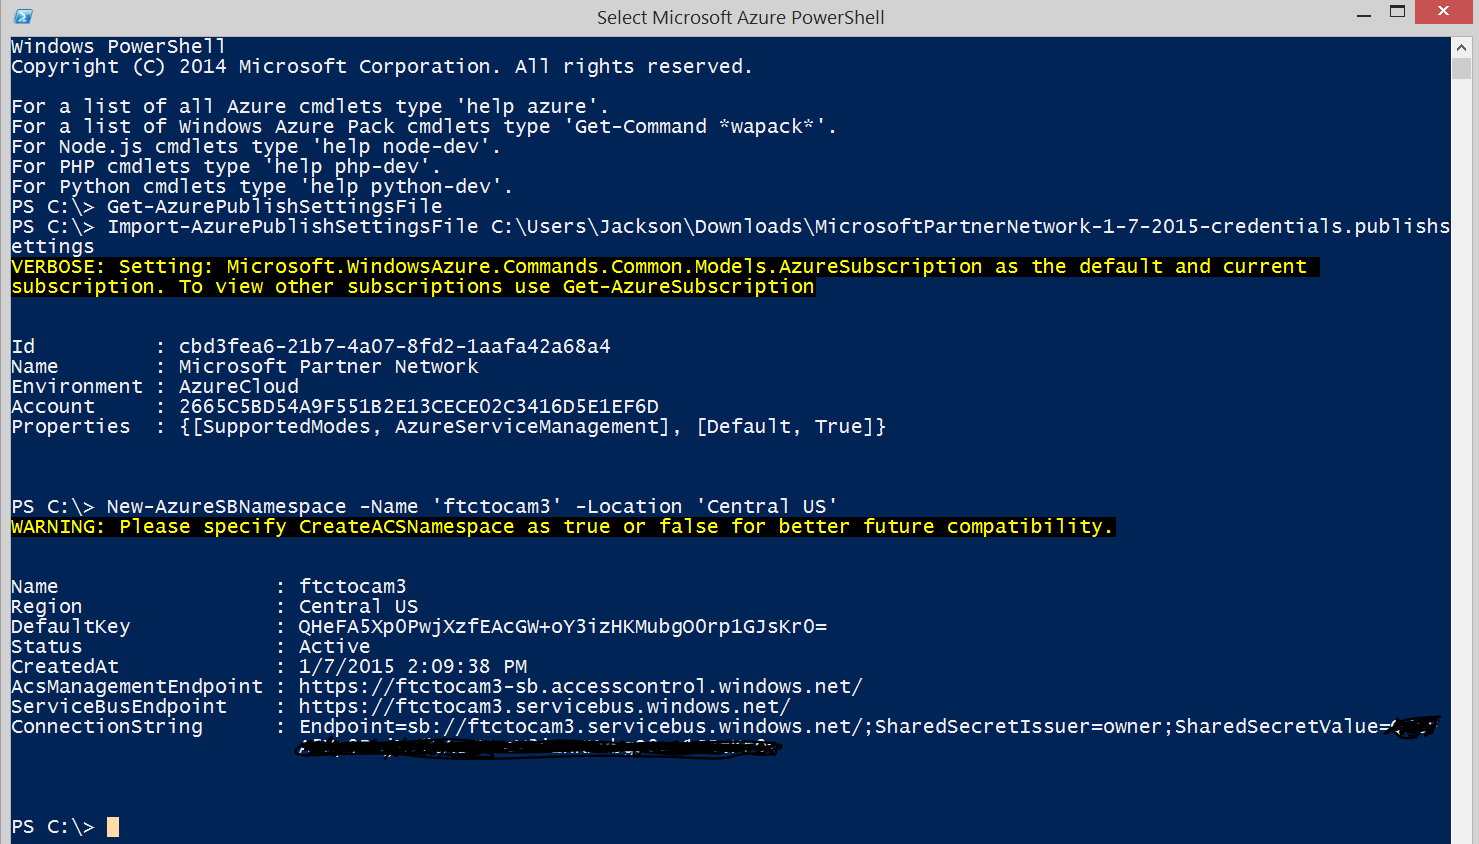 Select Microsoft Azure PowerShell
Windows PowerShell
Copyright (C) 2014 Microsoft Corporation. All rights reserved.
For a list of all Azure cmdlets type 'help azure'.
For a list of Windows Azure Pack cmdlets type 'Get-Command *wapack*'.
For Node.js cmdlets type 'help node-dev'.
For PHP cmdlets type 'help php-dev'.
For Python cmdlets type 'help python-dev'.
PS C:\> Get-AzurePublishSettingsFile
PS C:\> Import-AzurePublishSettingsFile C:\Users\Jackson\Downloads\MicrosoftPartnerNetwork-1-7-2015-credentials.publishs
ettings
VERBOSE: Setting: Microsoft.WindowsAzure.Commands.Common.Models.AzureSubscription as the default and current
subscription. To view other subscriptions use Get-AzureSubscription
Id          : cbd3fea6-21b7-4a07-8fd2-1aafa42a68a4
Name        : Microsoft Partner Network
Environment : AzureCloud
Account     : 2665C5BD54A9F551B2E13CECE02C3416D5E1EF6D
Properties  : {[SupportedModes, AzureServiceManagement], [Default, True]}
PS C:\> New-AzureSBNamespace -Name 'ftctocam3' -Location 'Central US'
WARNING: Please specify CreateACSNamespace as true or false for better future compatibility.
Name                  : ftctocam3
Region                : Central US
DefaultKey            : QHeFA5Xp0PwjXzfEAcGW+oY3izHKMubgO0rp1GJsKr0=
Status                : Active
CreatedAt             : 1/7/2015 2:09:38 PM
AcsManagementEndpoint : https://ftctocam3-sb.accesscontrol.windows.net/
ServiceBusEndpoint    : https://ftctocam3.servicebus.windows.net/
ConnectionString      : Endpoint=sb://ftctocam3.servicebus.windows.net/;SharedSecretIssuer=owner;SharedSecretValue=
PS C:\>